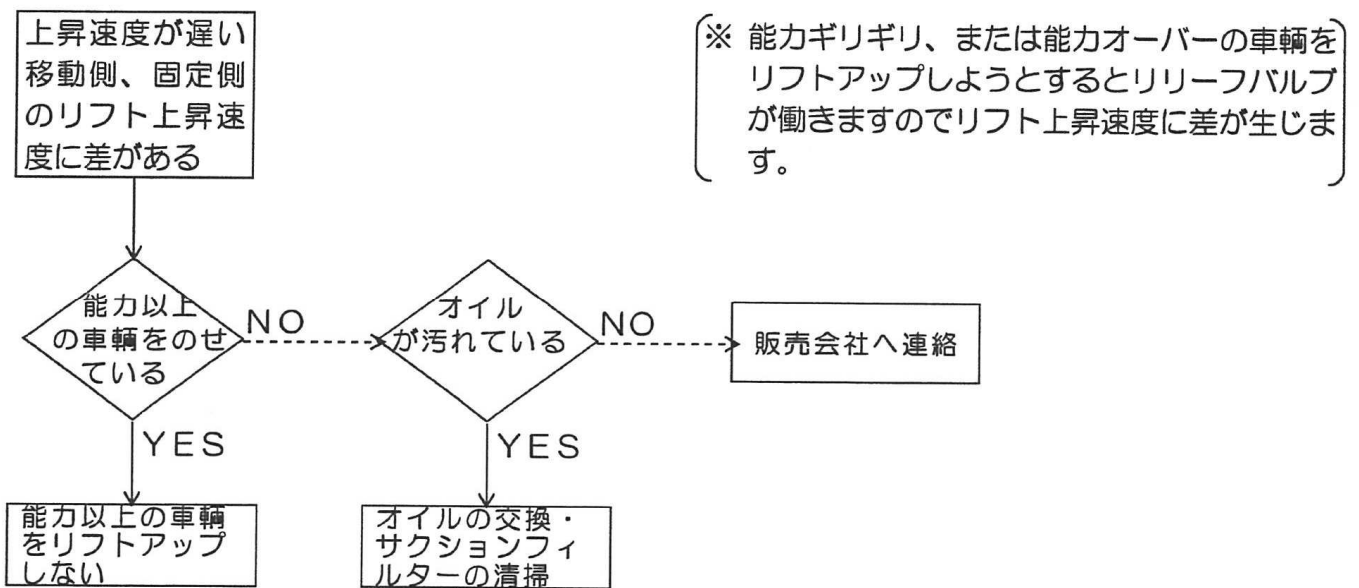 上昇速度が遅い
移動側、固定側
のリフト上昇速
度に差がある
※ 能力ギリギリ、または能力オーバーの車輌を
リフトアップしようとするとリリーフバルブ
が働きますのでリフト上昇速度に差が生じま
す。
能力以上
の車輌をのせ
ている
NO
オイル
が汚れている
NO
販売会社へ連絡
YES
YES
能力以上の車輌
をリフトアップ
しない
オイルの交換・
サクションフィ
ルターの清掃